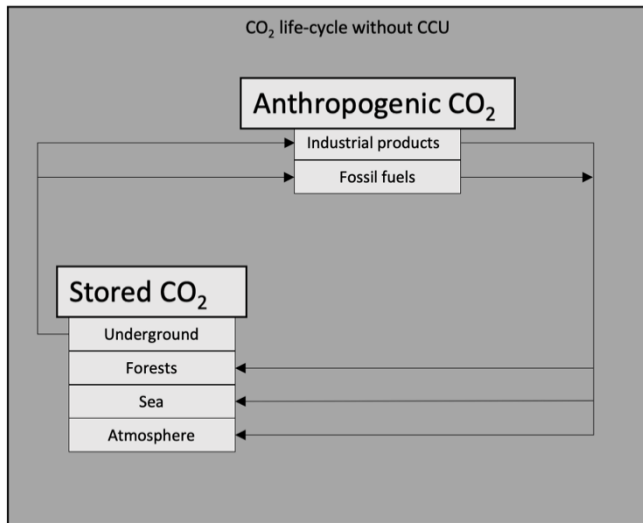 CO₂ life-cycle without CCU
Anthropogenic CO₂
Industrial products
Fossil fuels
Stored CO₂
Underground
Forests
Sea
Atmosphere